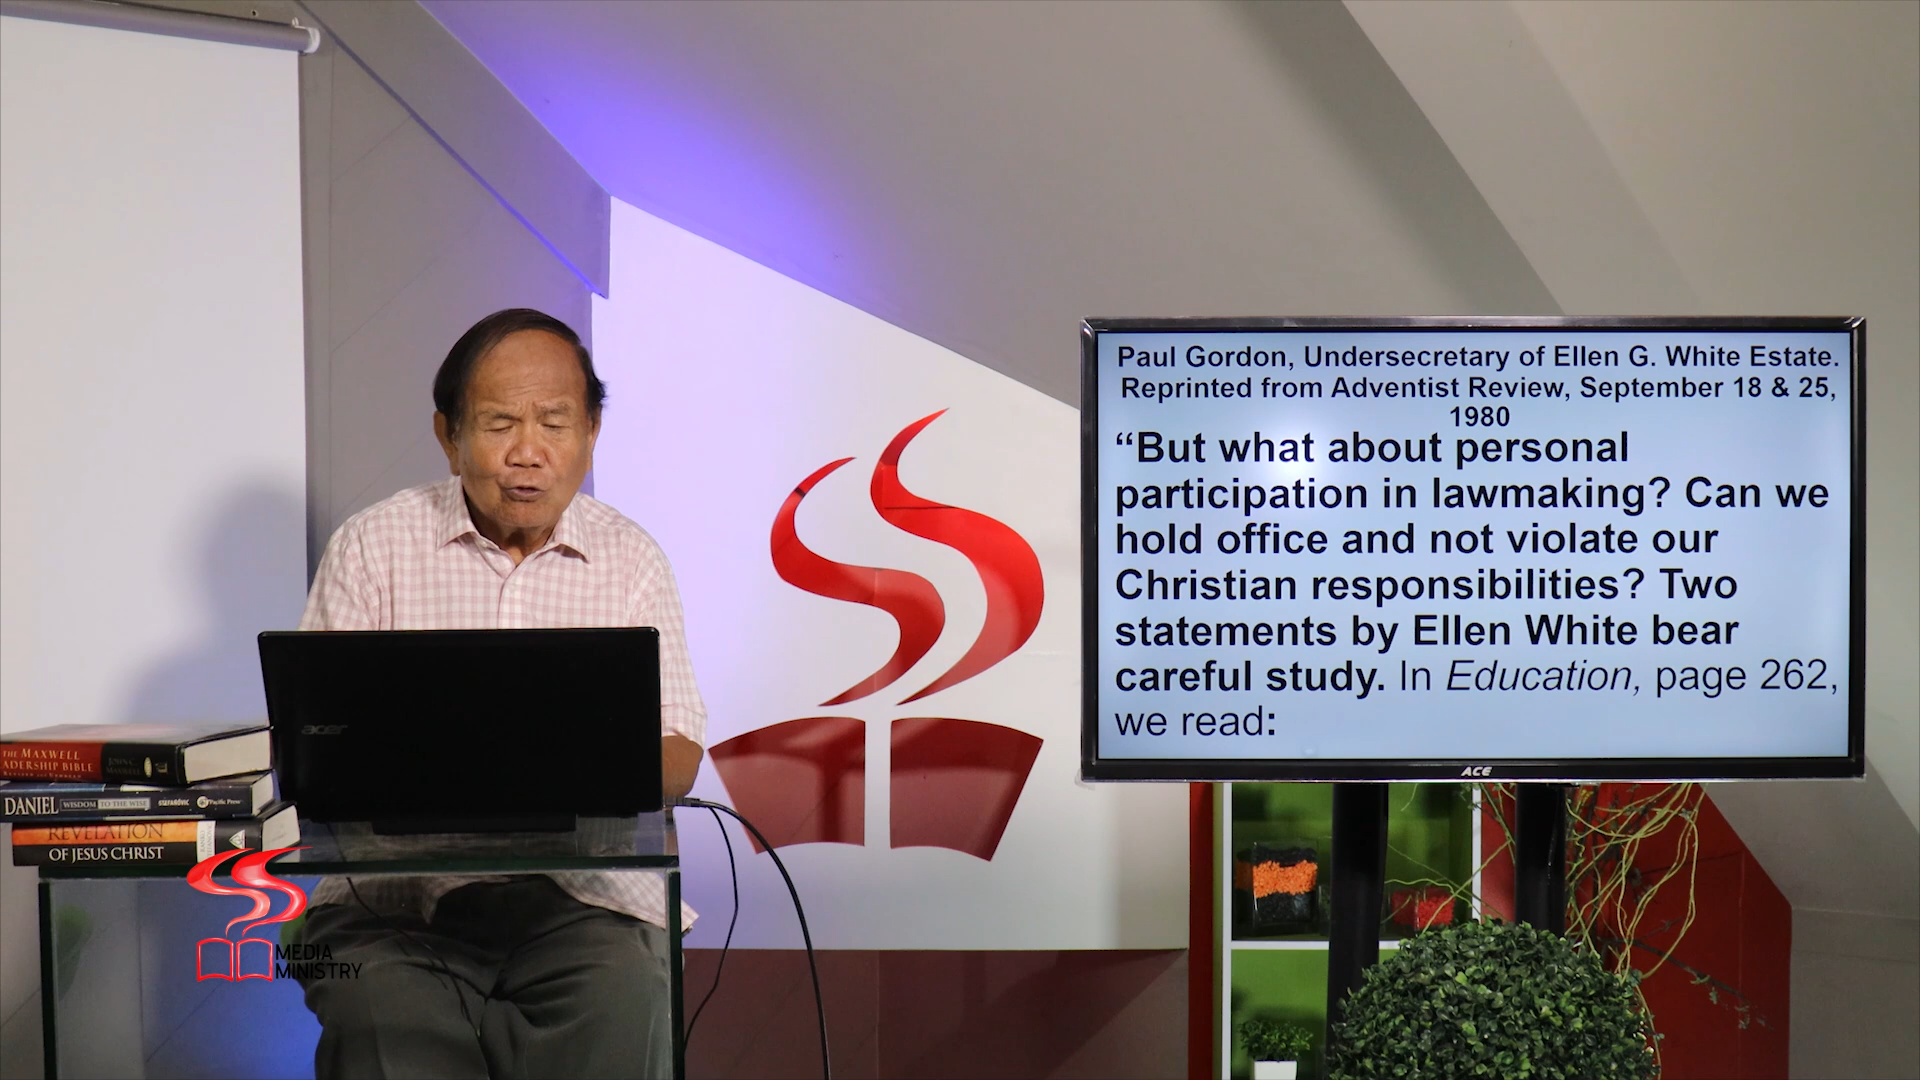 Paul Gordon, Undersecretary of Ellen G. White Estate.
Reprinted from Adventist Review, September 18 & 25,
1980
“But what about personal
participation in lawmaking? Can we
hold office and not violate our
Christian responsibilities? Two
statements by Ellen White bear
careful study. In Education, page 262,
we read:
ACE
acer
THE MAXWELL
ADERSHIP BIBLE
JOHN C.
MAXWELL
DANIEL WISDOM TO THE WISE STEFANOVIC Pacific Press
REVELATION
OF JESUS CHRIST
MEDIA
MINISTRY